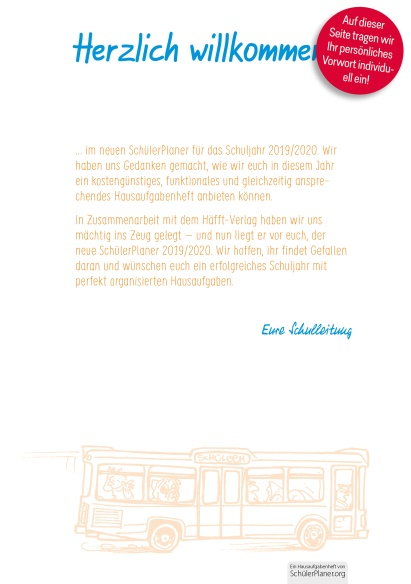 Herzlich willkommen
Auf dieser
Seite tragen wir
Ihr persönliches
Vorwort individu-
ell ein!
... im neuen SchülerPlaner für das Schuljahr 2019/2020. Wir
haben uns Gedanken gemacht, wie wir euch in diesem Jahr
ein kostengünstiges, funktionales und gleichzeitig anspre-
chendes Hausaufgabenheft anbieten können.
In Zusammenarbeit mit dem Häfft-Verlag haben wir uns
mächtig ins Zeug gelegt – und nun liegt er vor euch, der
neue SchülerPlaner 2019/2020. Wir hoffen, ihr findet Gefallen
daran und wünschen euch ein erfolgreiches Schuljahr mit
perfekt organisierten Hausaufgaben.
Eure Schulleitung
Ein Hausaufgabenheft von
SchülerPlaner.org